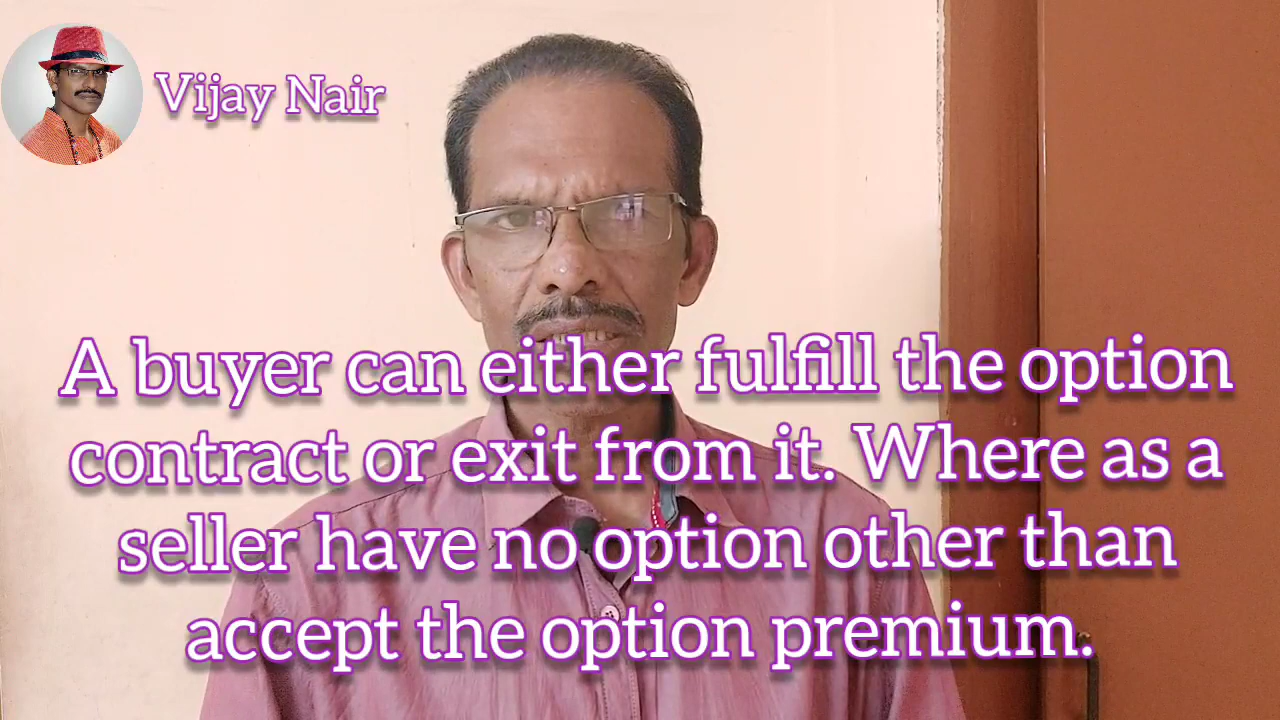 Vijay Nair
A buyer can either fulfill the option
contract or exit from it. Where as a
seller have no option other than
accept the option premium.